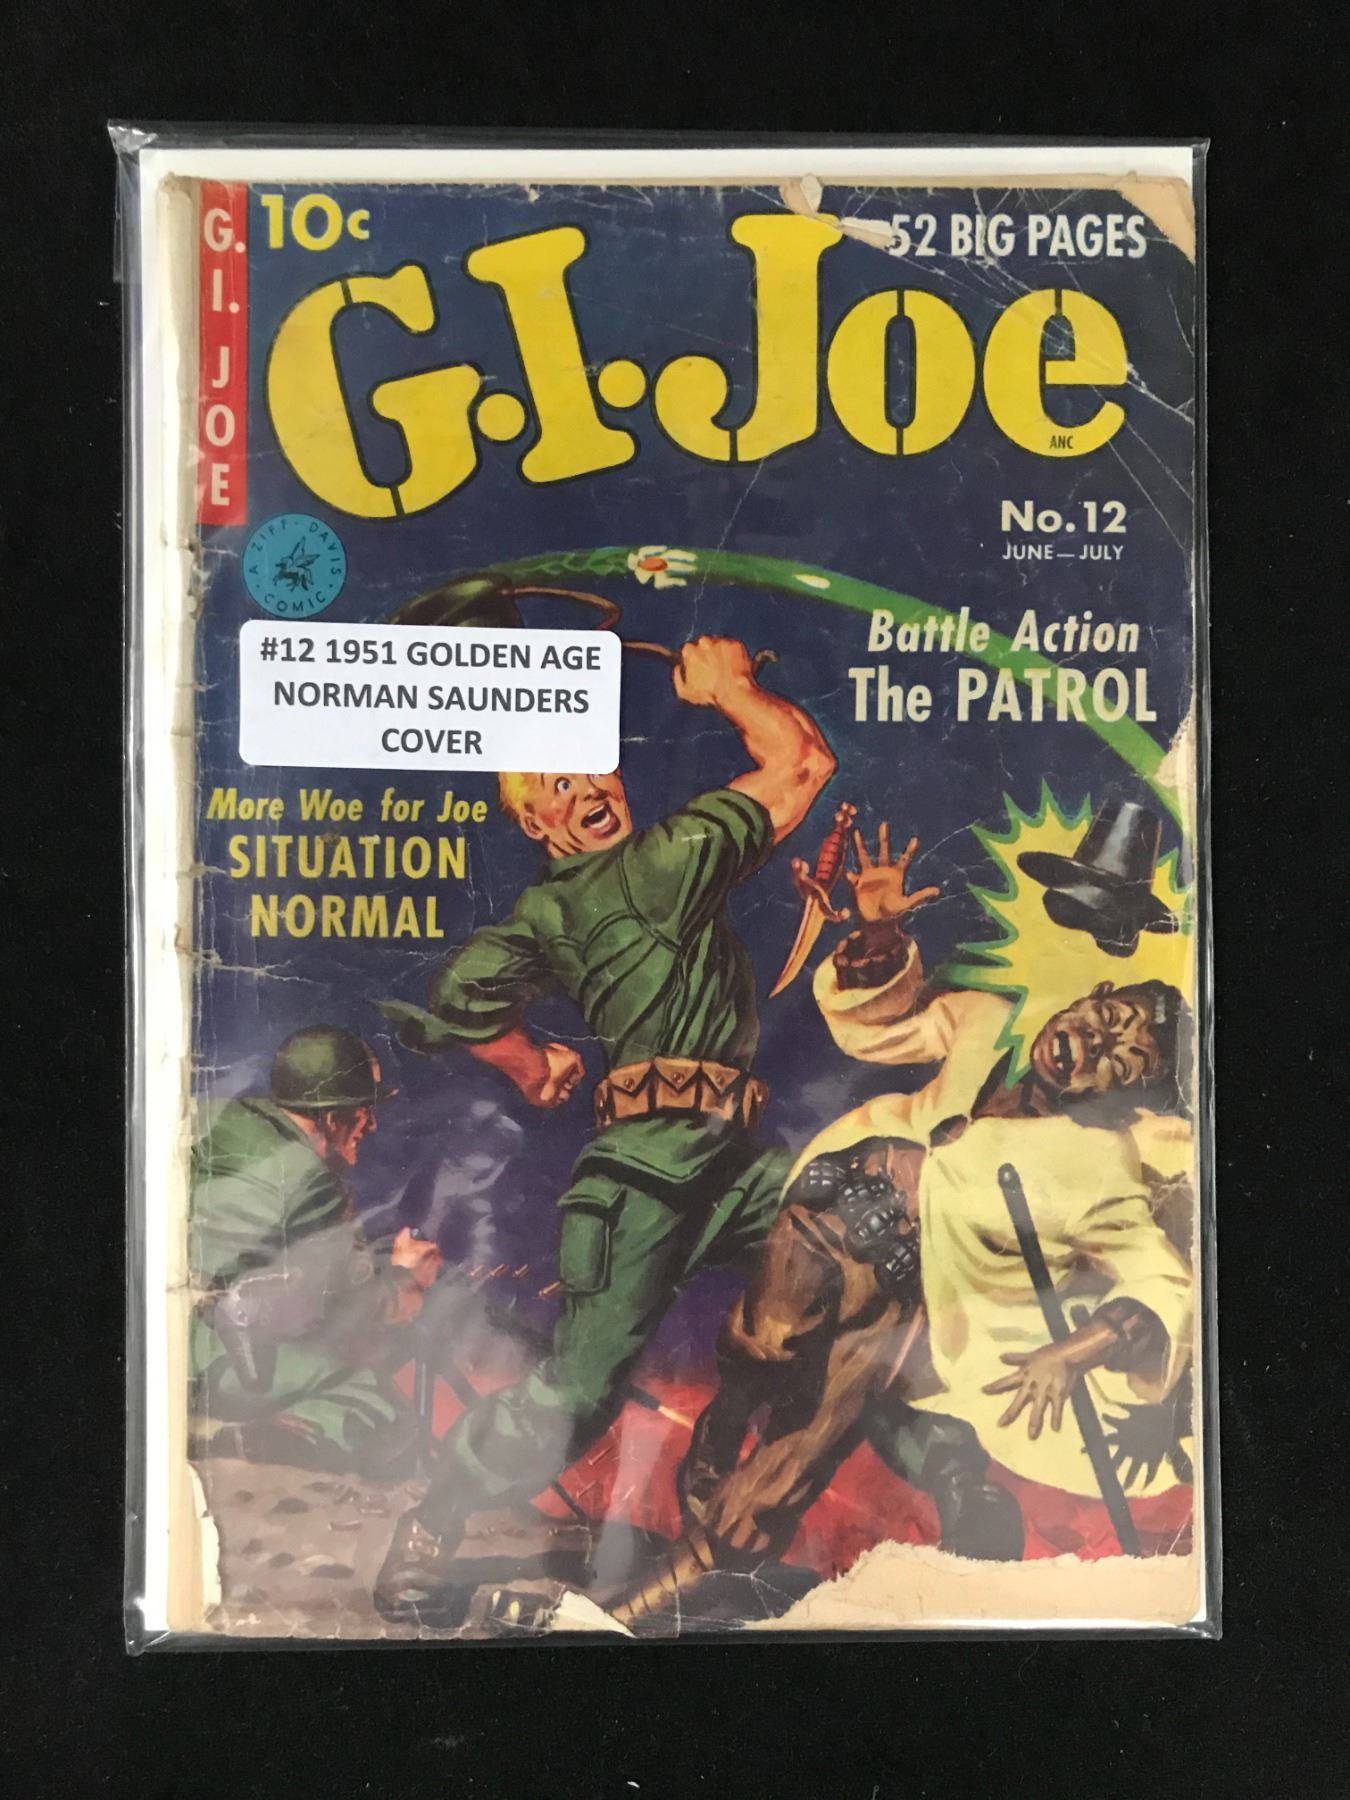 G. I. JOE
10c
52 BIG PAGES
G.I. Joe
ANC
No. 12
JUNE—JULY
A ZIFF-DAVIS COMIC
#12 1951 GOLDEN AGE
NORMAN SAUNDERS
COVER
Battle Action
The PATROL
More Woe for Joe
SITUATION
NORMAL